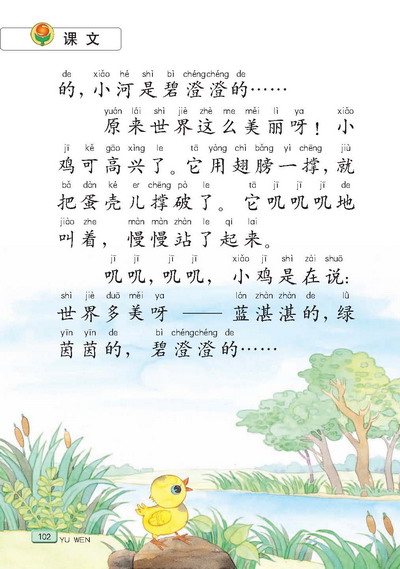 课文
de xiǎo hé shì bì chéngchéng de
的，小河是碧澄澄的……
yuán lái shì jiè zhè me měi lì ya xiǎo
原来世界这么美丽呀！小
jī kě gāo xìng le tā yòng chì bǎng yì chēng jiù
鸡可高兴了。它用翅膀一撑，就
bǎ dàn ké er chēng pò le tā jī jī jī de
把蛋壳儿撑破了。它叽叽叽地
jiào zhe màn màn zhàn le qǐ lai
叫着，慢慢站了起来。
jī jī jī jī xiǎo jī shì zài shuō
叽叽，叽叽，小鸡是在说：
shì jiè duō měi ya lán zhàn zhàn de lǜ
世界多美呀——蓝湛湛的，绿
yīn yīn de bì chéngchéng de
茵茵的，碧澄澄的……
102 YU WEN